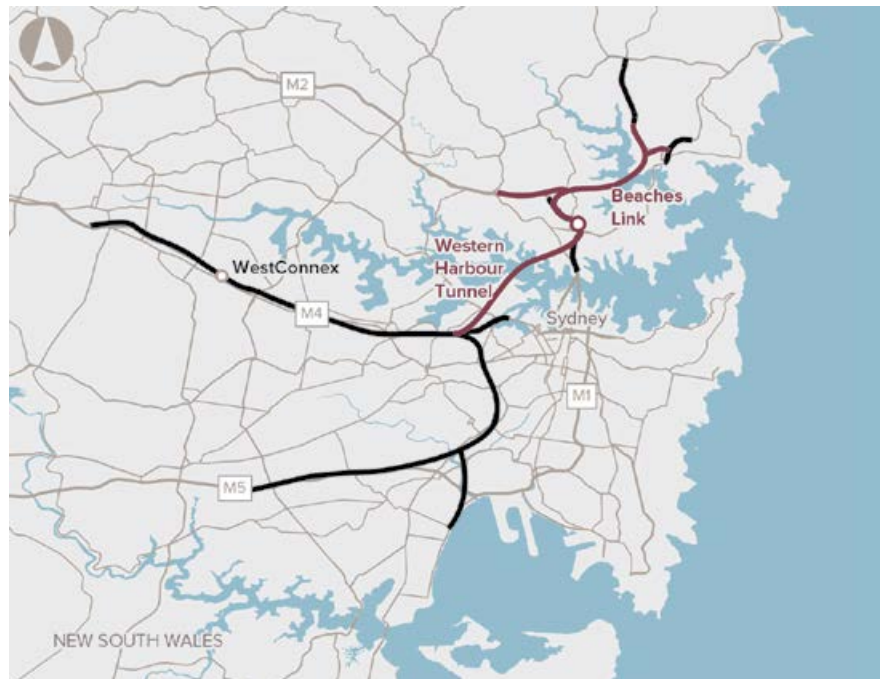 M2
Beaches
Link
Western
Harbour
Tunnel
WestConnex
M4
Sydney
M1
M5
NEW SOUTH WALES